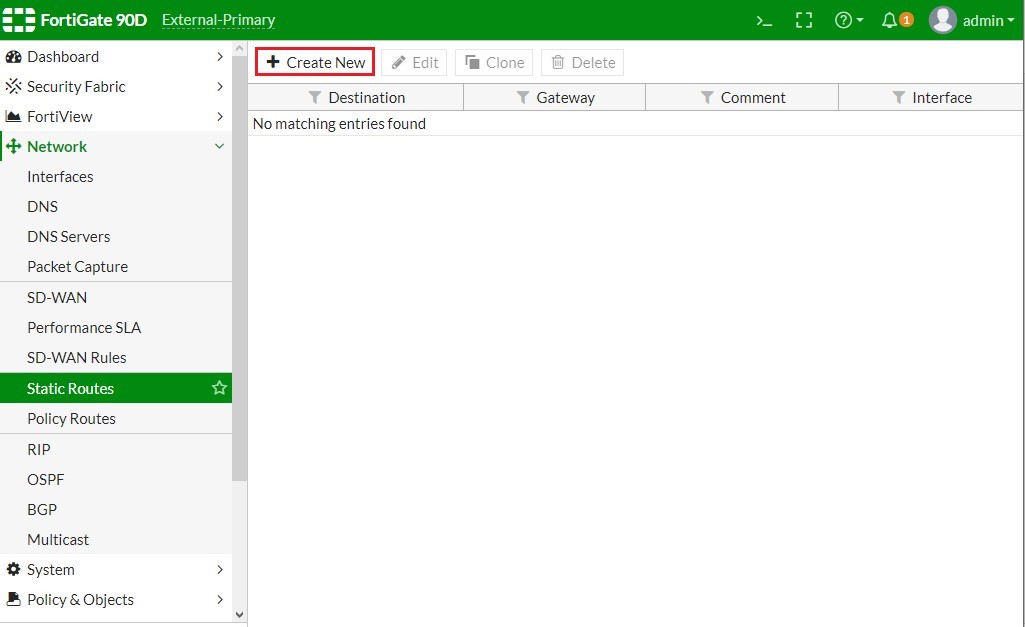 FortiGate 90D External-Primary >_ 1 admin
Dashboard
Security Fabric
FortiView
Network
Interfaces
DNS
DNS Servers
Packet Capture
SD-WAN
Performance SLA
SD-WAN Rules
Static Routes
Policy Routes
RIP
OSPF
BGP
Multicast
System
Policy & Objects
Create New Edit Clone Delete
Destination Gateway Comment Interface
No matching entries found